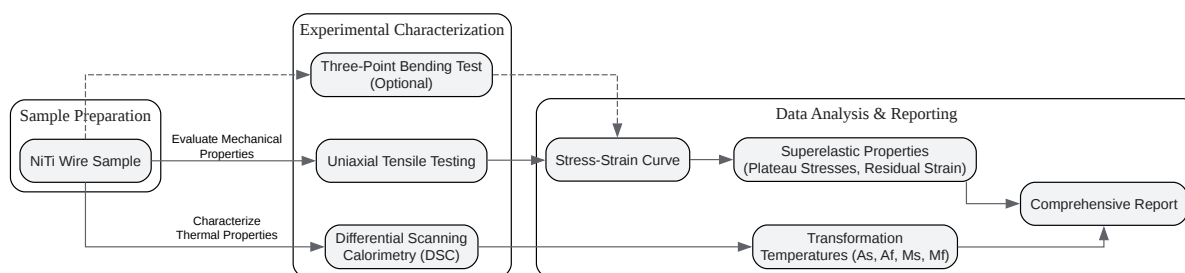 Experimental Characterization
Three-Point Bending Test
(Optional)
Sample Preparation
NiTi Wire Sample
Evaluate Mechanical
Properties
Uniaxial Tensile Testing
Characterize
Thermal Properties
Differential Scanning
Calorimetry (DSC)
Data Analysis & Reporting
Stress-Strain Curve
Superelastic Properties
(Plateau Stresses, Residual Strain)
Comprehensive Report
Transformation
Temperatures (As, Af, Ms, Mf)